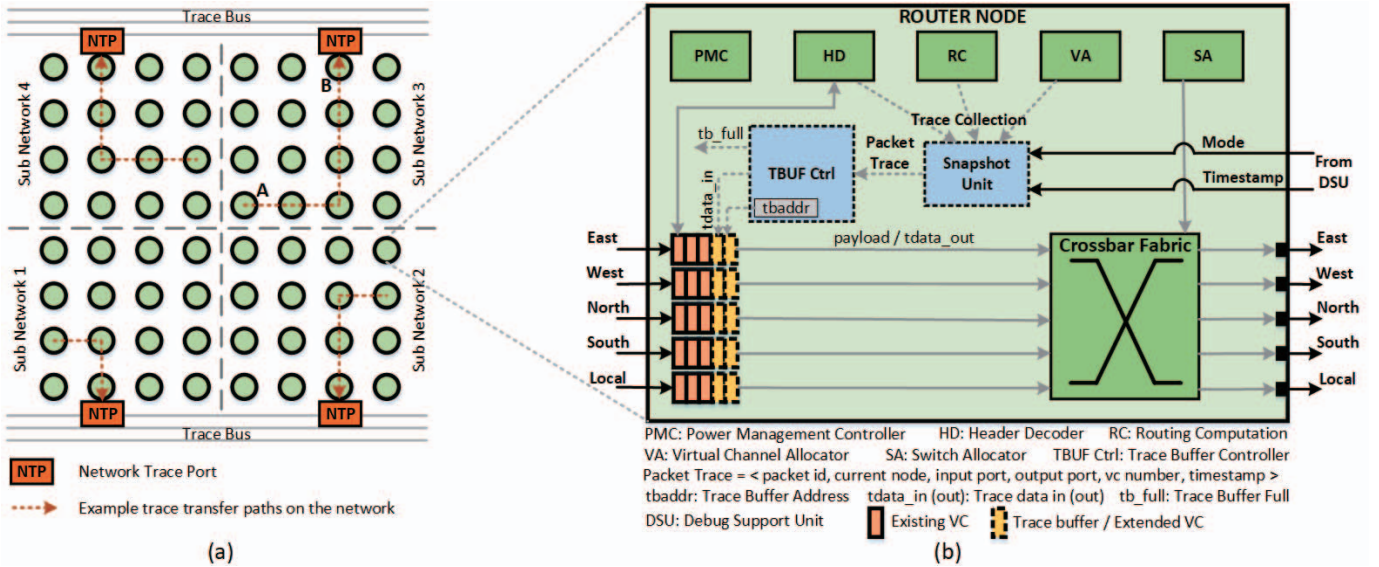 Trace Bus
NTP
NTP
B
Sub Network 4
Sub Network 3
A
Sub Network 1
Sub Network 2
NTP
NTP
Trace Bus
NTP
Network Trace Port
Example trace transfer paths on the network
(a)
ROUTER NODE
PMC
HD
RC
VA
SA
Trace Collection
tb_full
Packet
Trace
TBUF Ctrl
Snapshot
Unit
Mode
From
Timestamp
DSU
tdata_in
tbaddr
East
payload / tdata_out
Crossbar Fabric
East
West
West
North
North
South
South
Local
Local
PMC: Power Management Controller HD: Header Decoder RC: Routing Computation
VA: Virtual Channel Allocator SA: Switch Allocator TBUF Ctrl: Trace Buffer Controller
Packet Trace = < packet id, current node, input port, output port, vc number, timestamp >
tbaddr: Trace Buffer Address tdata_in (out): Trace data in (out) tb_full: Trace Buffer Full
DSU: Debug Support Unit Existing VC Trace buffer / Extended VC
(b)